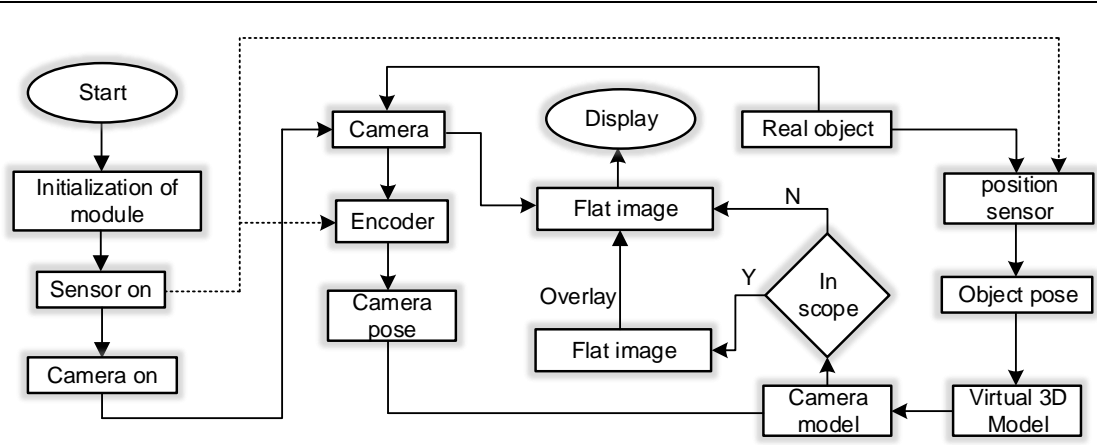 Start
Initialization of
module
Sensor on
Camera on
Camera
Encoder
Camera
pose
Display
Flat image
Overlay
Flat image
N
Y
In
scope
Camera
model
Real object
position
sensor
Object pose
Virtual 3D
Model